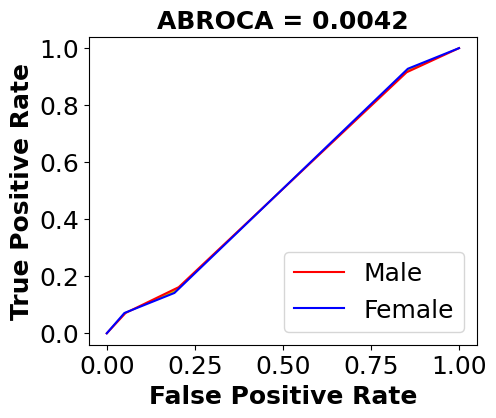 ABROCA = 0.0042
True Positive Rate
1.0
0.8
0.6
0.4
0.2
0.0
Male
Female
0.00 0.25 0.50 0.75 1.00
False Positive Rate